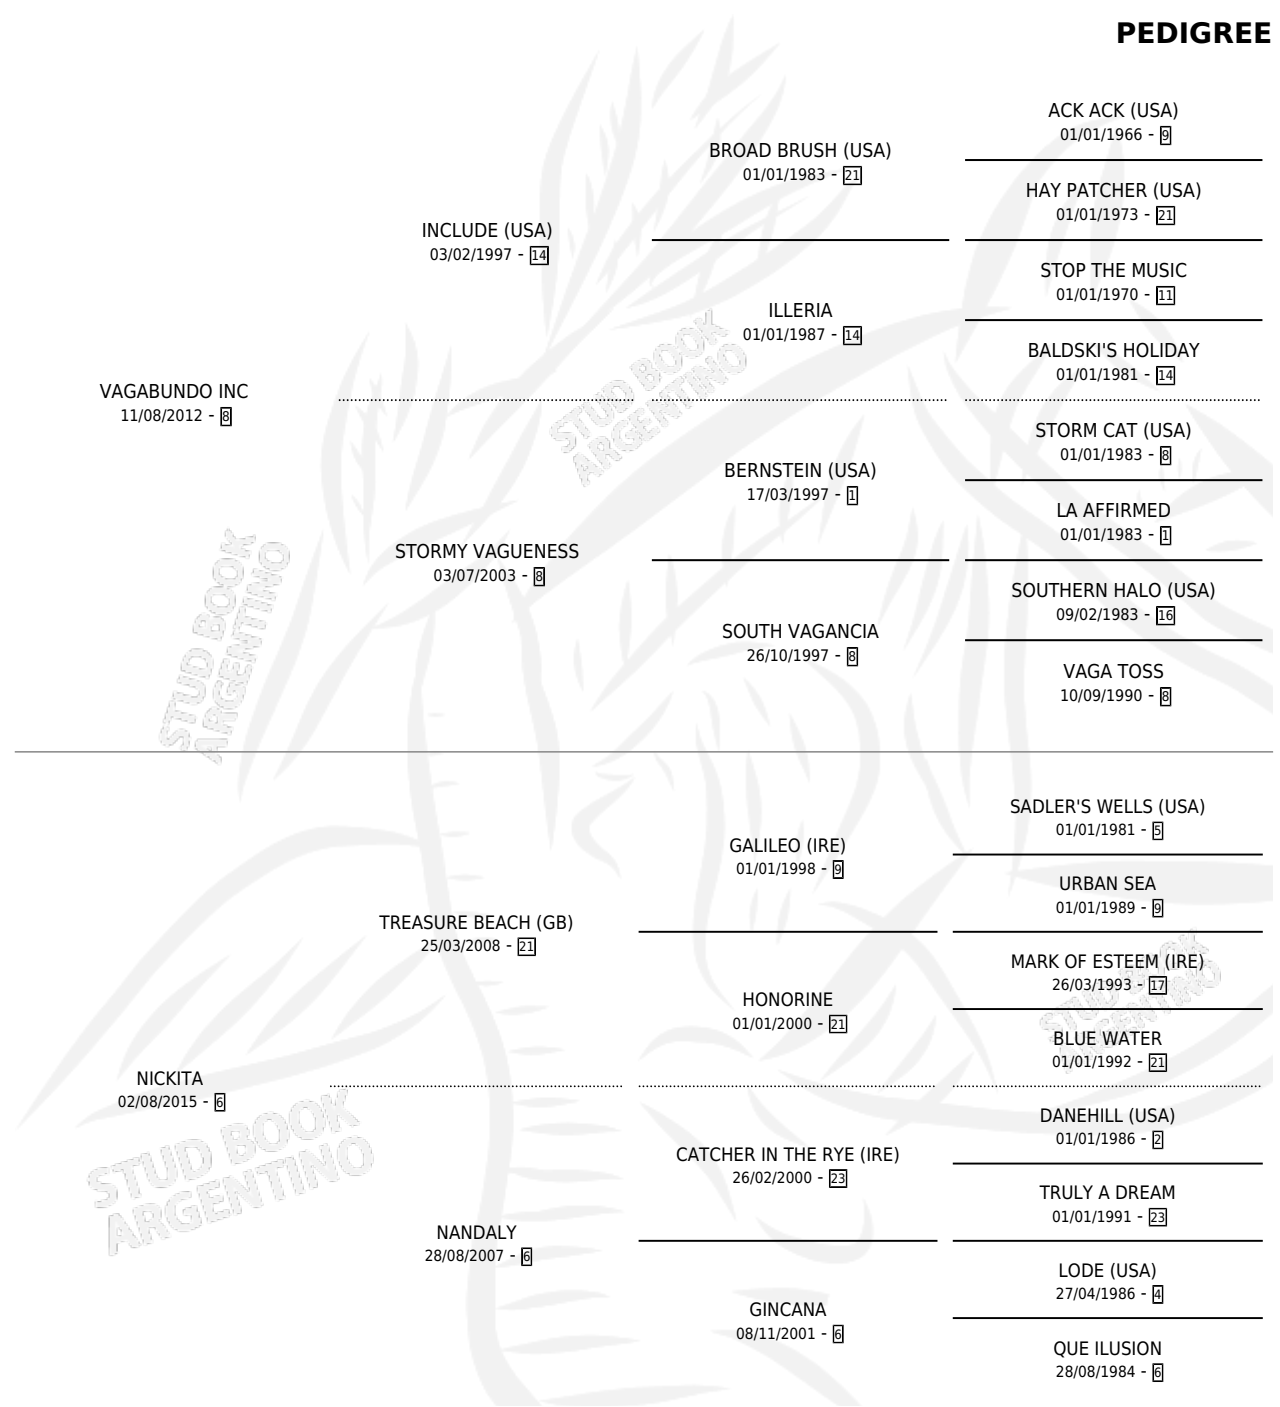 PEDIGREE
ACK ACK (USA)
01/01/1966 - 9
BROAD BRUSH (USA)
01/01/1983 - 21
HAY PATCHER (USA)
01/01/1973 - 21
INCLUDE (USA)
03/02/1997 - 14
STOP THE MUSIC
01/01/1970 - 11
ILLERIA
01/01/1987 - 14
BALDSKI'S HOLIDAY
01/01/1981 - 14
VAGABUNDO INC
11/08/2012 - 8
STORM CAT (USA)
01/01/1983 - 8
BERNSTEIN (USA)
17/03/1997 - 1
LA AFFIRMED
01/01/1983 - 1
STORMY VAGUENESS
03/07/2003 - 8
SOUTHERN HALO (USA)
09/02/1983 - 16
SOUTH VAGANCIA
26/10/1997 - 8
VAGA TOSS
10/09/1990 - 8
SADLER'S WELLS (USA)
01/01/1981 - 5
GALILEO (IRE)
01/01/1998 - 9
URBAN SEA
01/01/1989 - 9
TREASURE BEACH (GB)
25/03/2008 - 21
MARK OF ESTEEM (IRE)
26/03/1993 - 17
HONORINE
01/01/2000 - 21
BLUE WATER
01/01/1992 - 21
NICKITA
02/08/2015 - 6
DANEHILL (USA)
01/01/1986 - 2
CATCHER IN THE RYE (IRE)
26/02/2000 - 23
TRULY A DREAM
01/01/1991 - 23
NANDALY
28/08/2007 - 6
LODE (USA)
27/04/1986 - 4
GINCANA
08/11/2001 - 6
QUE ILUSION
28/08/1984 - 6
STUD BOOK
ARGENTINO
STUD BOOK
ARGENTINO
STUD BOOK
ARGENTINO
STUD BOOK
ARGENTINO